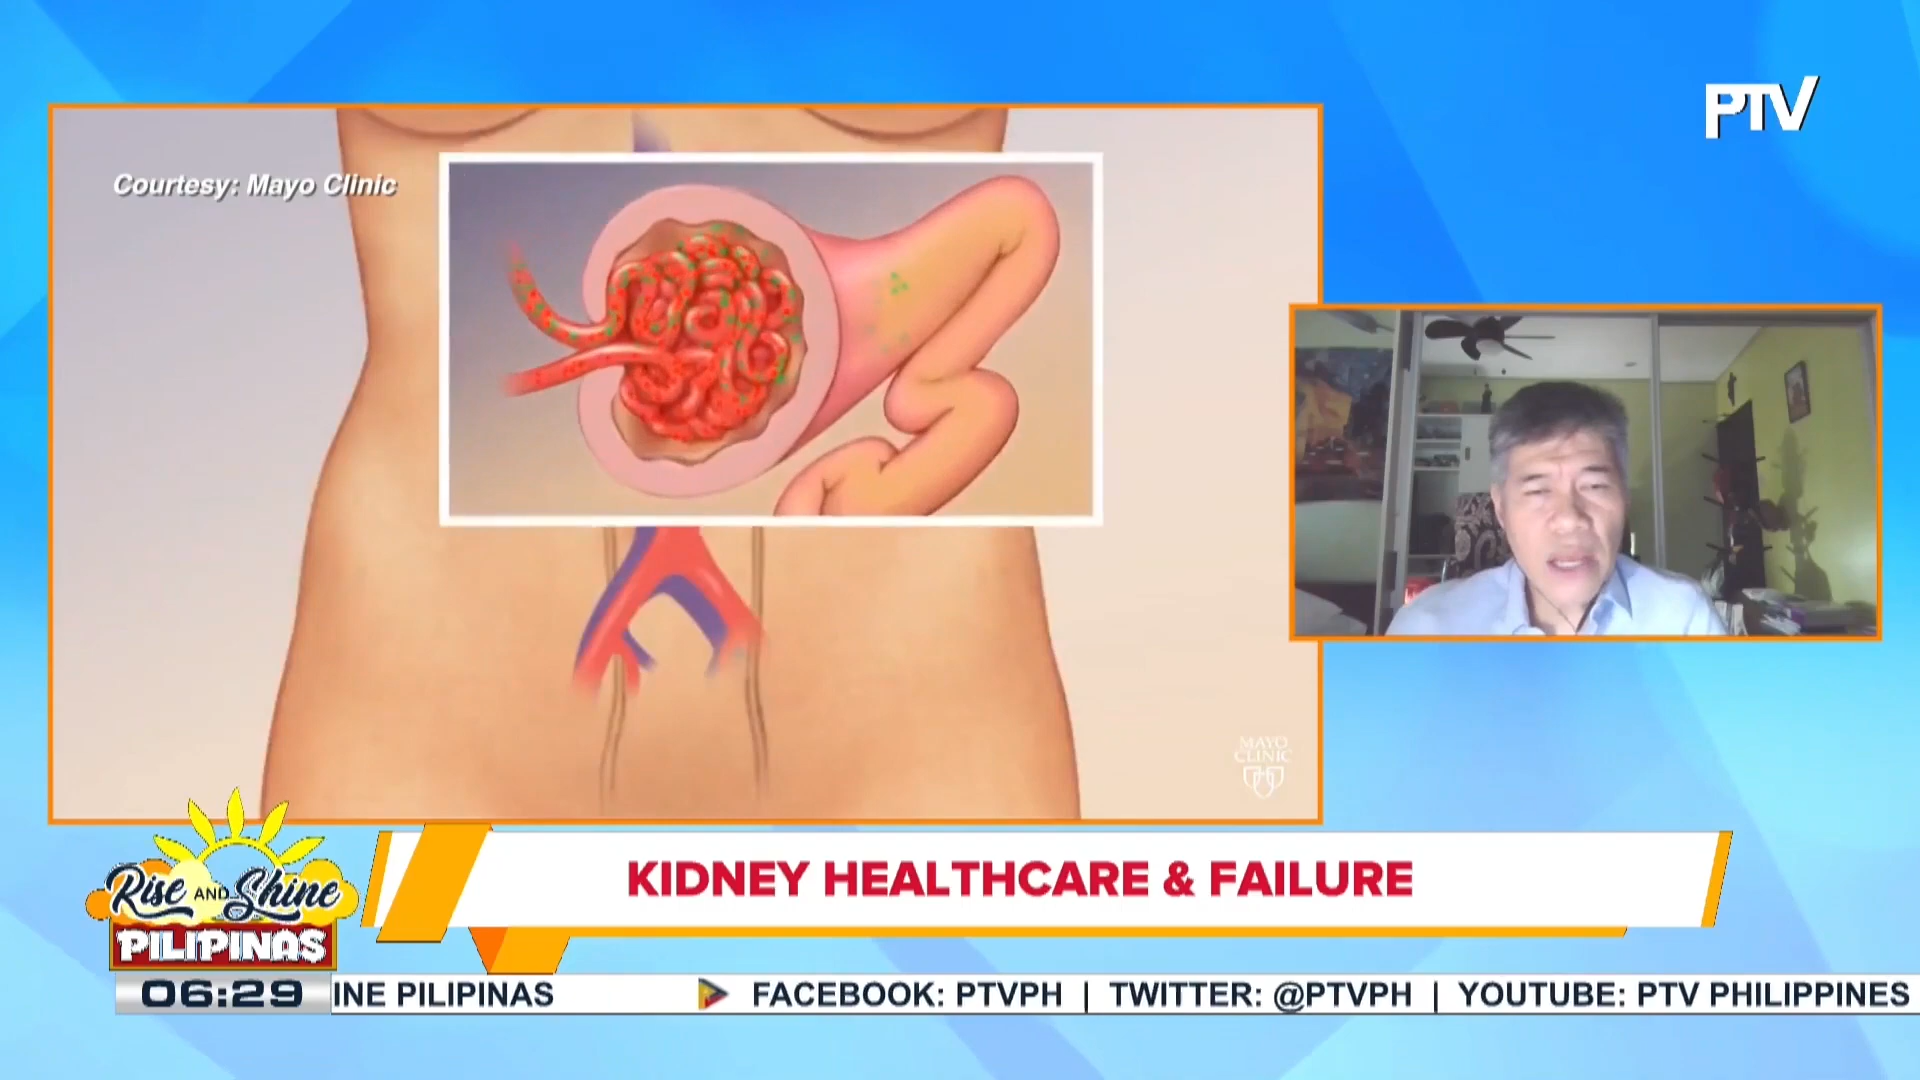 PTV
Courtesy: Mayo Clinic
MAYO
CLINIC
KIDNEY HEALTHCARE & FAILURE
Rise AND Shine
PILIPINAS
06:29
INE PILIPINAS FACEBOOK: PTVPH | TWITTER: @PTVPH | YOUTUBE: PTV PHILIPPINES